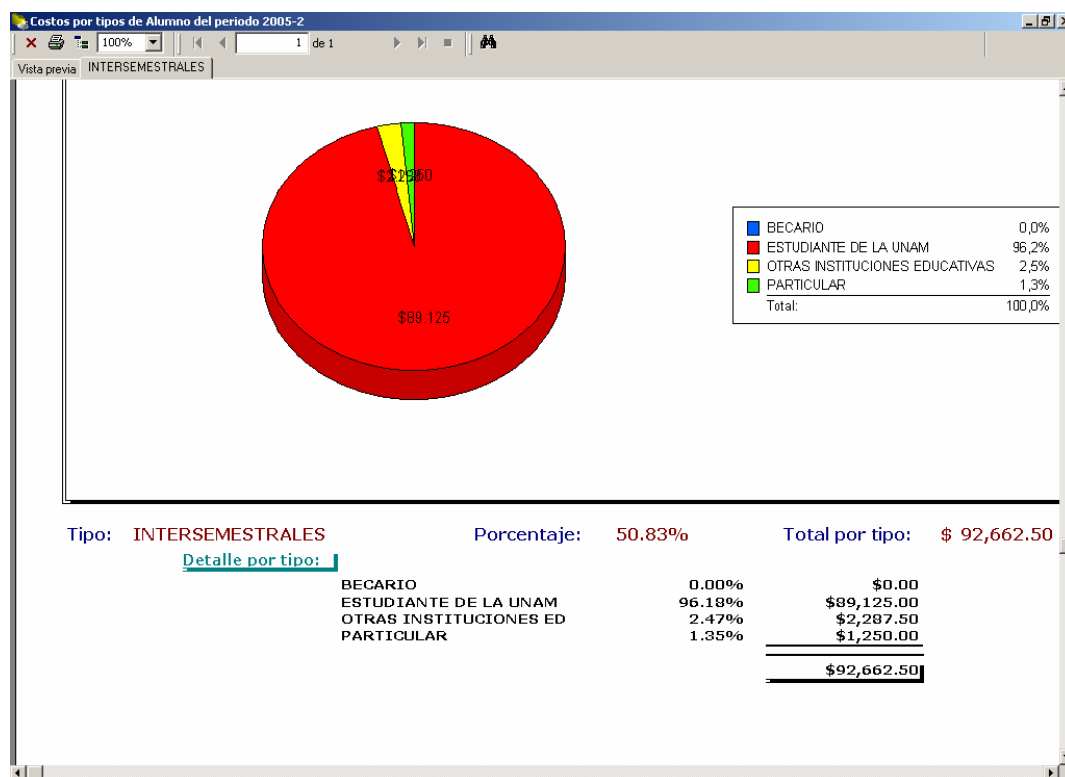 Costos por tipos de Alumno del periodo 2005-2
100% 1 de 1
Vista previa INTERSEMESTRALES
$89.125
BECARIO 0,0%
ESTUDIANTE DE LA UNAM 96,2%
OTRAS INSTITUCIONES EDUCATIVAS 2,5%
PARTICULAR 1,3%
Total: 100,0%
Tipo: INTERSEMESTRALES Porcentaje: 50.83% Total por tipo: $ 92,662.50
Detalle por tipo:
BECARIO 0.00% $0.00
ESTUDIANTE DE LA UNAM 96.18% $89,125.00
OTRAS INSTITUCIONES ED 2.47% $2,287.50
PARTICULAR 1.35% $1,250.00
$92,662.50